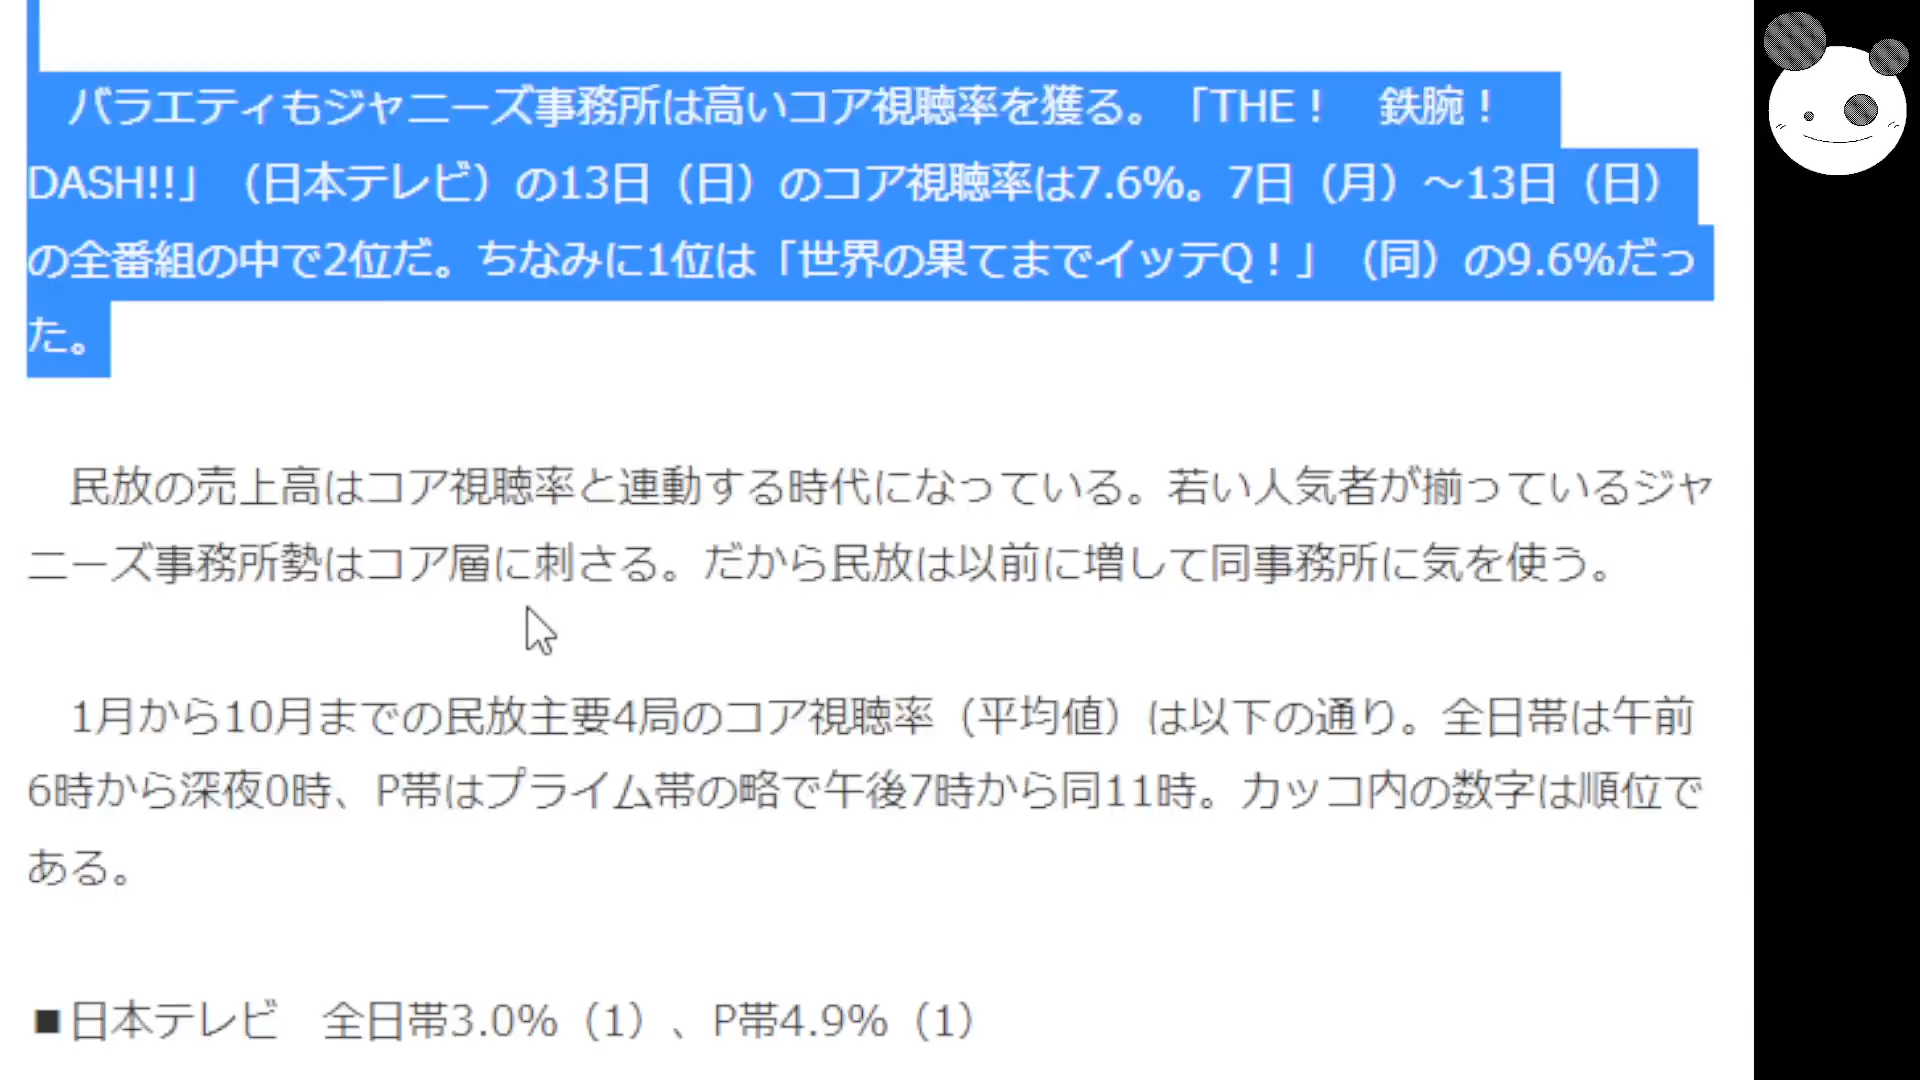 バラエティもジャニーズ事務所は高いコア視聴率を獲る。「THE！　鉄腕！
DASH!!」（日本テレビ）の13日（日）のコア視聴率は7.6%。7日（月）～13日（日）
の全番組の中で2位だ。ちなみに1位は「世界の果てまでイッテQ！」（同）の9.6%だっ
た。
民放の売上高はコア視聴率と連動する時代になっている。若い人気者が揃っているジャ
ニーズ事務所勢はコア層に刺さる。だから民放は以前に増して同事務所に気を使う。
1月から10月までの民放主要4局のコア視聴率（平均値）は以下の通り。全日帯は午前
6時から深夜0時、P帯はプライム帯の略で午後7時から同11時。カッコ内の数字は順位で
ある。
■日本テレビ　全日帯3.0%（1）、P帯4.9%（1）